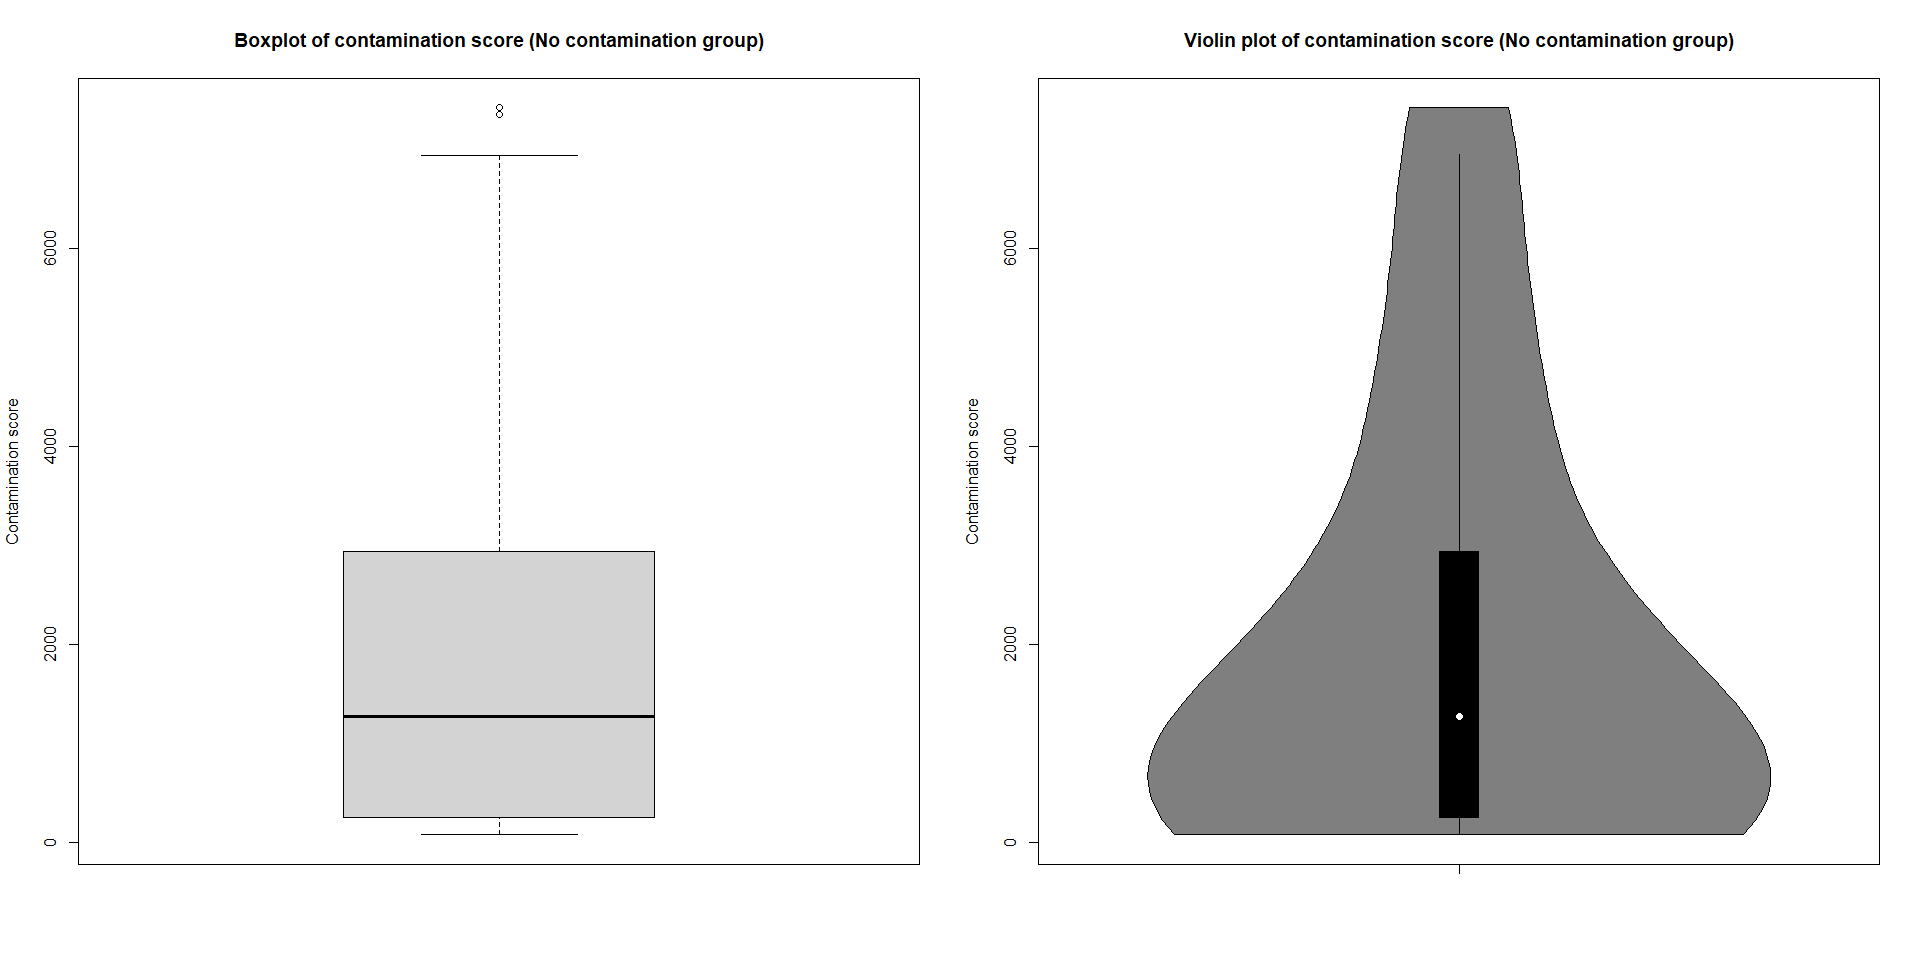 Boxplot of contamination score (No contamination group)
Contamination score
6000
4000
2000
0
Violin plot of contamination score (No contamination group)
Contamination score
6000
4000
2000
0